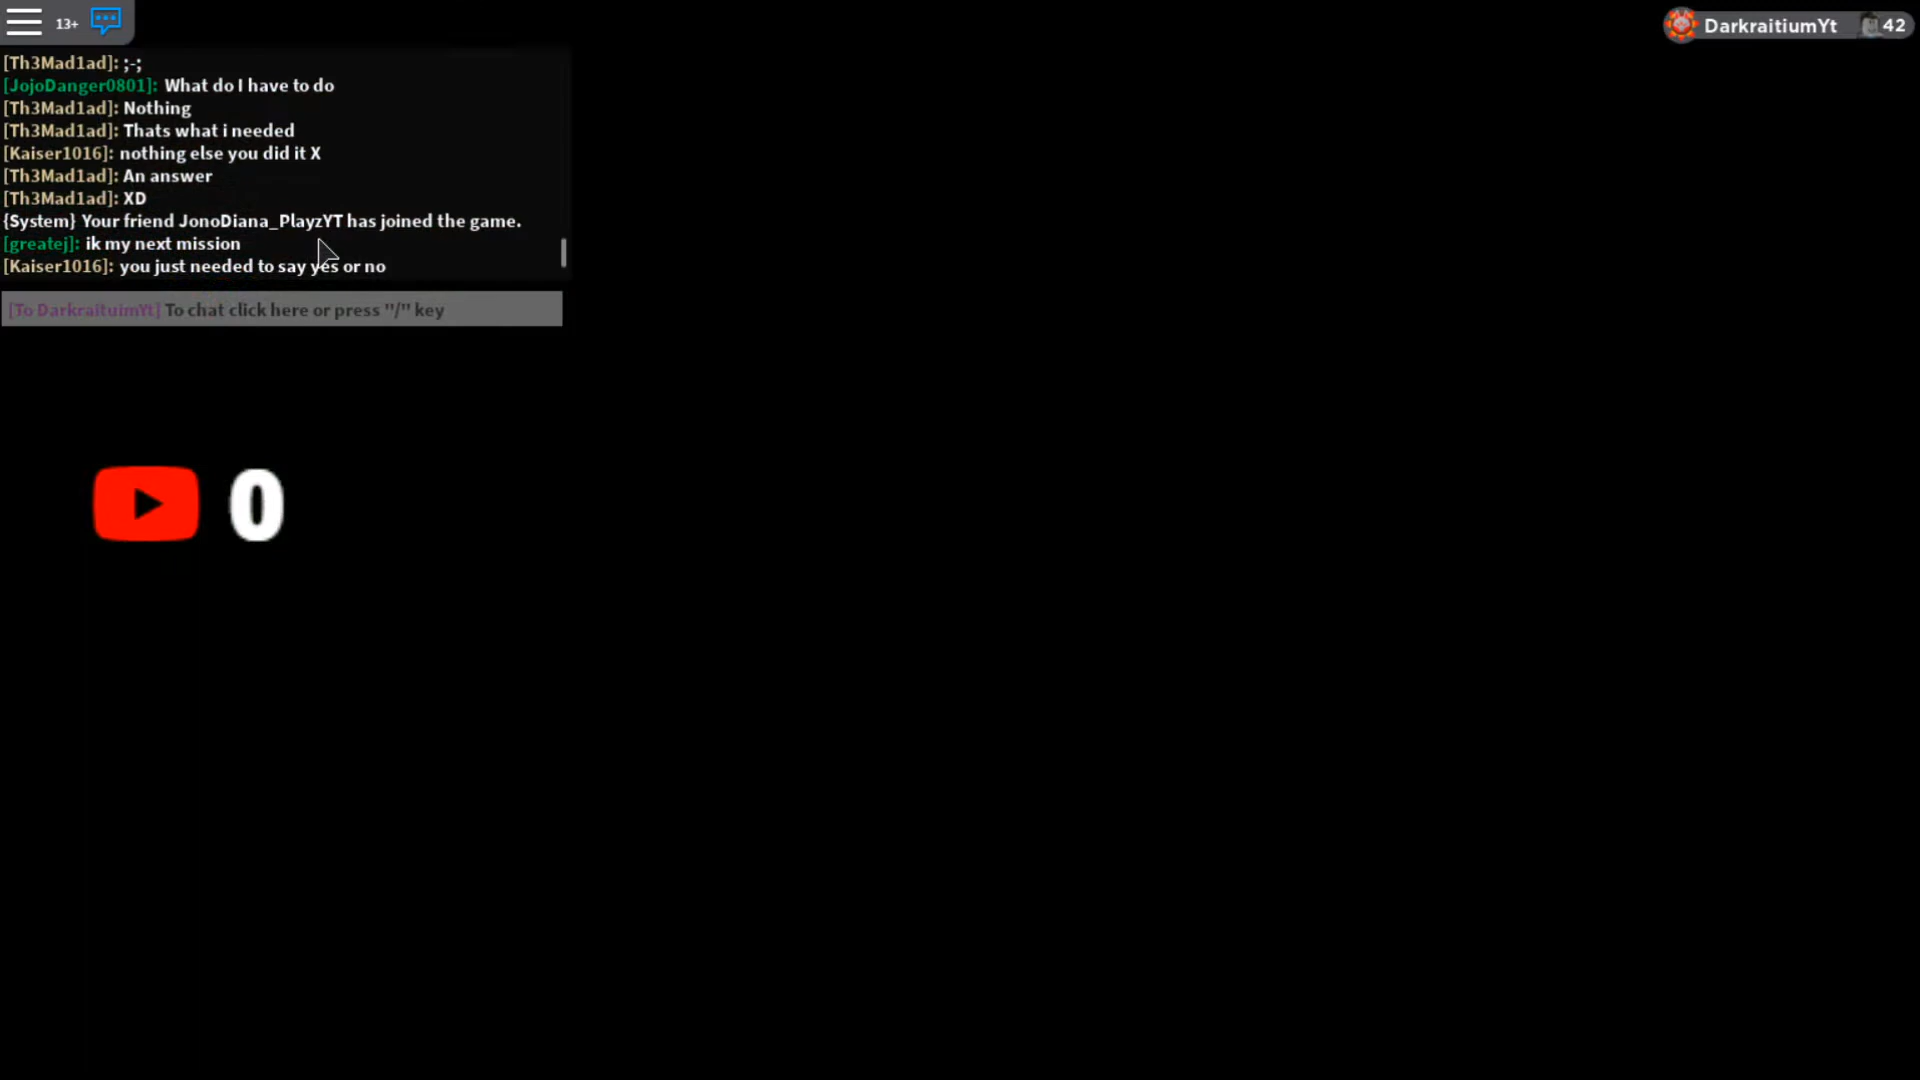 13+
DarkraitiumYt 42
[Th3Mad1ad]: ;-;
[JojoDanger0801]: What do I have to do
[Th3Mad1ad]: Nothing
[Th3Mad1ad]: Thats what i needed
[Kaiser1016]: nothing else you did it X
[Th3Mad1ad]: An answer
[Th3Mad1ad]: XD
{System} Your friend JonoDiana_PlayzYT has joined the game.
[greatej]: ik my next mission
[Kaiser1016]: you just needed to say yes or no
[To DarkraituimYt] To chat click here or press "/" key
0